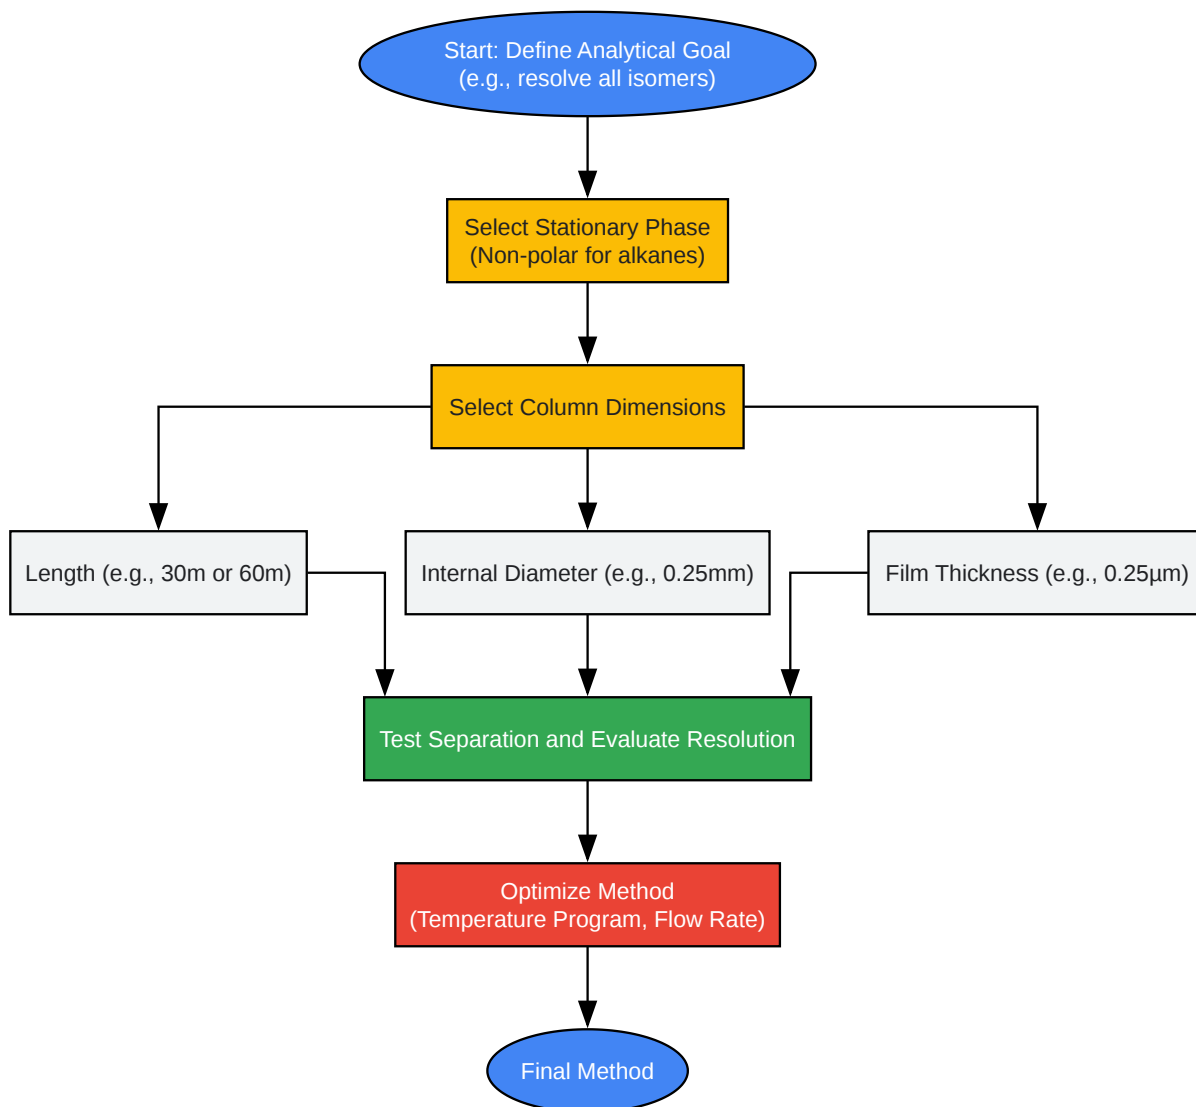 Start: Define Analytical Goal
(e.g., resolve all isomers)
Select Stationary Phase
(Non-polar for alkanes)
Select Column Dimensions
Length (e.g., 30m or 60m)
Internal Diameter (e.g., 0.25mm)
Film Thickness (e.g., 0.25µm)
Test Separation and Evaluate Resolution
Optimize Method
(Temperature Program, Flow Rate)
Final Method